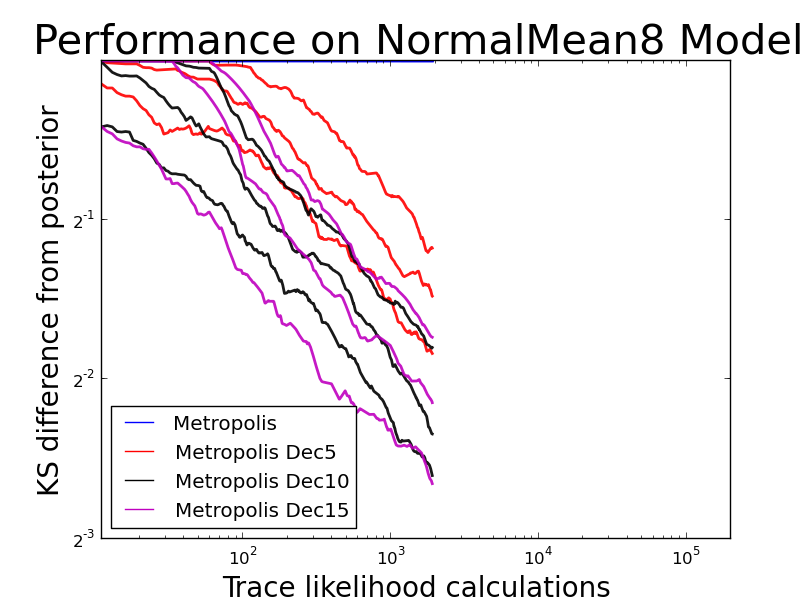 Performance on NormalMean8 Model
KS difference from posterior
2^-1
2^-2
2^-3
Metropolis
Metropolis Dec5
Metropolis Dec10
Metropolis Dec15
10^2 10^3 10^4 10^5
Trace likelihood calculations